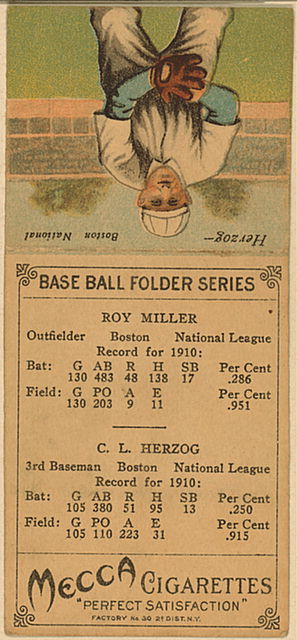 Herzog— Boston National
BASE BALL FOLDER SERIES
ROY MILLER
Outfielder Boston National League
Record for 1910:
Bat: G AB R H SB Per Cent
130 483 48 138 17 .286
Field: G PO A E Per Cent
130 203 9 11 .951
C. L. HERZOG
3rd Baseman Boston National League
Record for 1910:
Bat: G AB R H SB Per Cent
105 380 51 95 13 .250
Field: G PO A E Per Cent
105 110 223 31 .915
MECCA CIGARETTES
"PERFECT SATISFACTION"
FACTORY No. 30 2D DIST. N.Y.